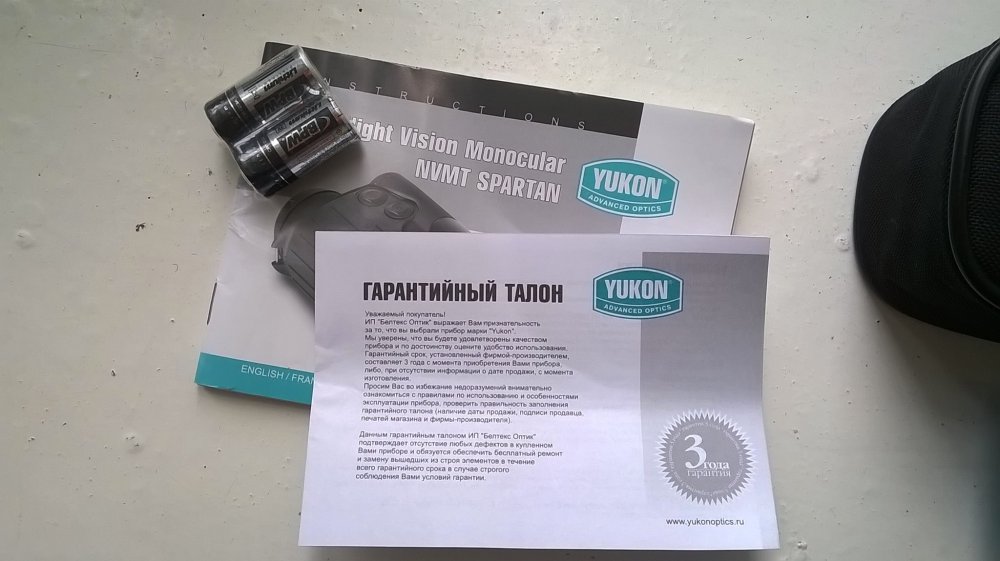 INSTRUCTIONS
Night Vision Monocular
NVMT SPARTAN
YUKON
ADVANCED OPTICS
Lithium
EPW
EPW
ENGLISH / FRAN
ГАРАНТИЙНЫЙ ТАЛОН
YUKON
ADVANCED OPTICS
Уважаемый покупатель!
ИП "Белтекс Оптик" выражает Вам признательность
за то, что вы выбрали прибор марки "Yukon".
Мы уверены, что вы будете удовлетворены качеством
прибора и по достоинству оцените удобство использования.
Гарантийный срок, установленный фирмой-производителем,
составляет 3 года с момента приобретения Вами прибора,
либо, при отсутствии информации о дате продажи, с момента
изготовления.
Просим Вас во избежание недоразумений внимательно
ознакомиться с правилами по использованию и особенностями
эксплуатации прибора, проверить правильность заполнения
гарантийного талона (наличие даты продажи, подписи продавца,
печатей магазина и фирмы-производителя).
Данным гарантийным талоном ИП "Белтекс Оптик"
подтверждает отсутствие любых дефектов в купленном
Вами приборе и обязуется обеспечить бесплатный ремонт
и замену вышедших из строя элементов в течение
всего гарантийного срока в случае строгого
соблюдения Вами условий гарантии.
3 года
гарантия
www.yukonoptics.ru